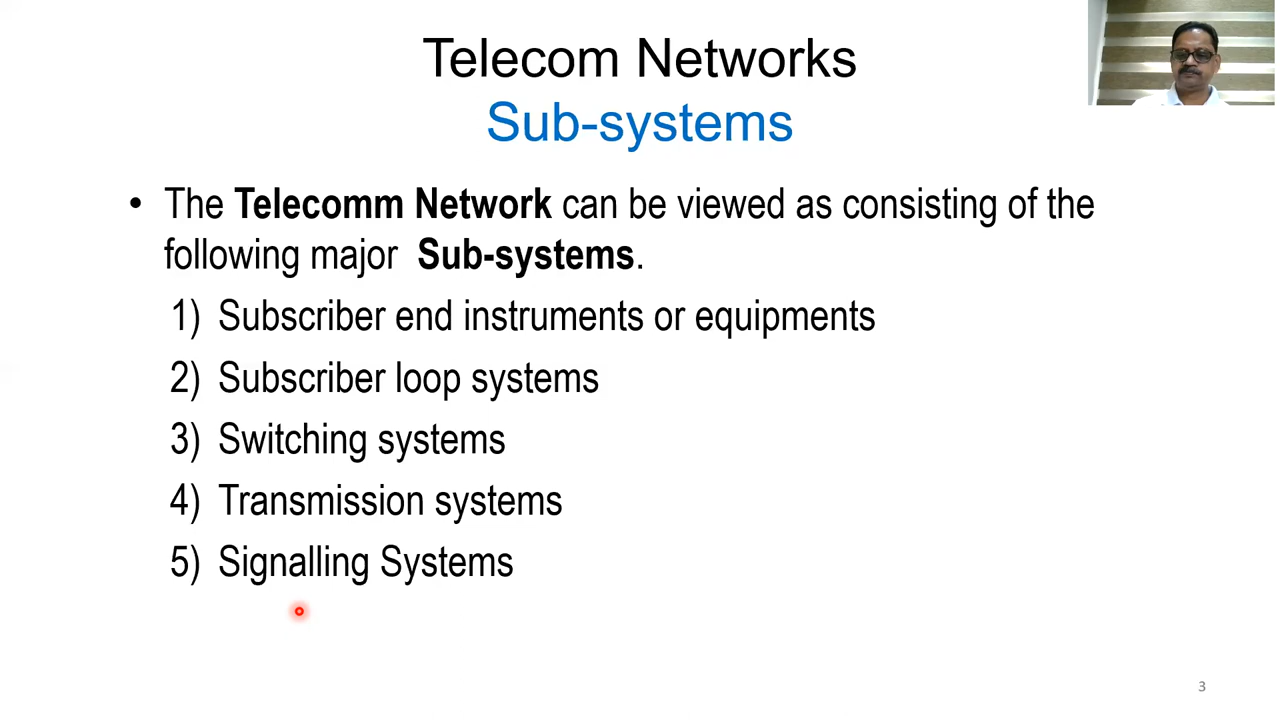 Telecom Networks
Sub-systems
• The Telecomm Network can be viewed as consisting of the
following major Sub-systems.
1) Subscriber end instruments or equipments
2) Subscriber loop systems
3) Switching systems
4) Transmission systems
5) Signalling Systems
3